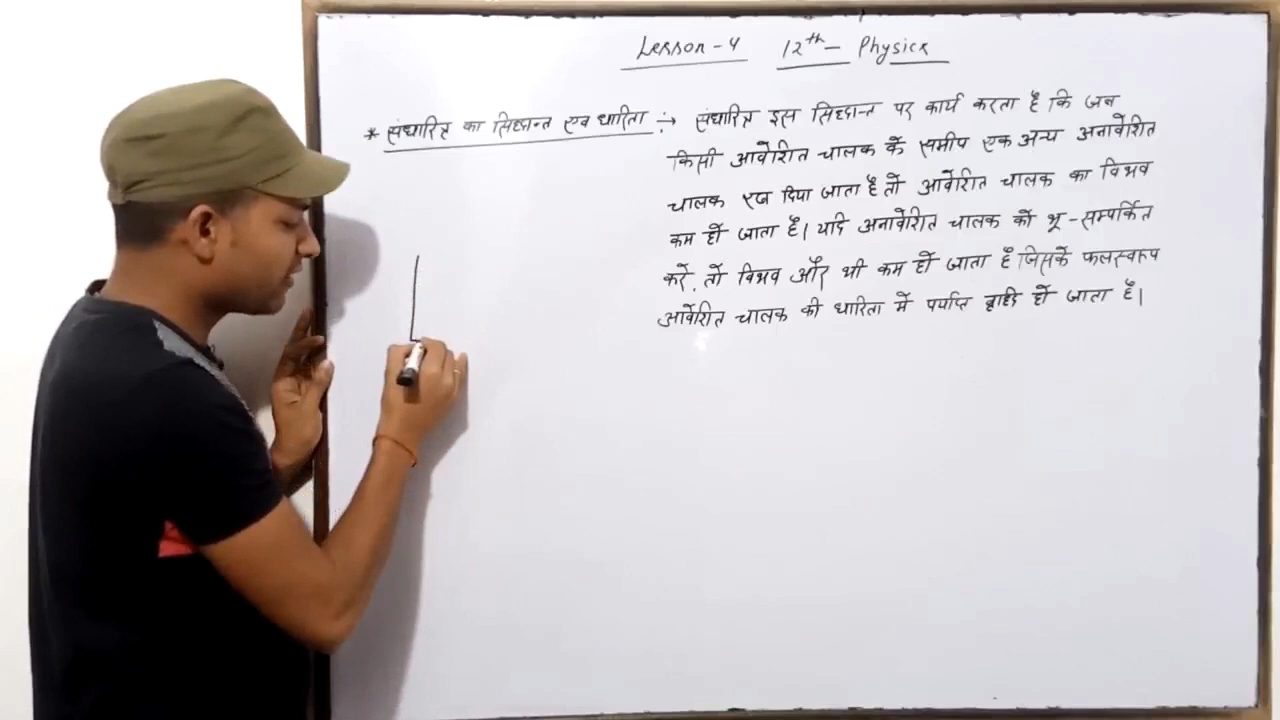 Lesson-4 12th- Physics
* संधारित्र का सिद्धान्त एवं धारिता :→ संधारित्र इस सिद्धान्त पर कार्य करता है कि जब
किसी आवेशित चालक के समीप एक अन्य अनावेशित
चालक रख दिया जाता है तो आवेशित चालक का विभव
कम हो जाता है। यदि अनावेशित चालक को भू-सम्पर्कित
करे, तो विभव और भी कम हो जाता है जिसके फलस्वरूप
आवेशित चालक की धारिता में पर्याप्त वृद्धि हो जाता है।